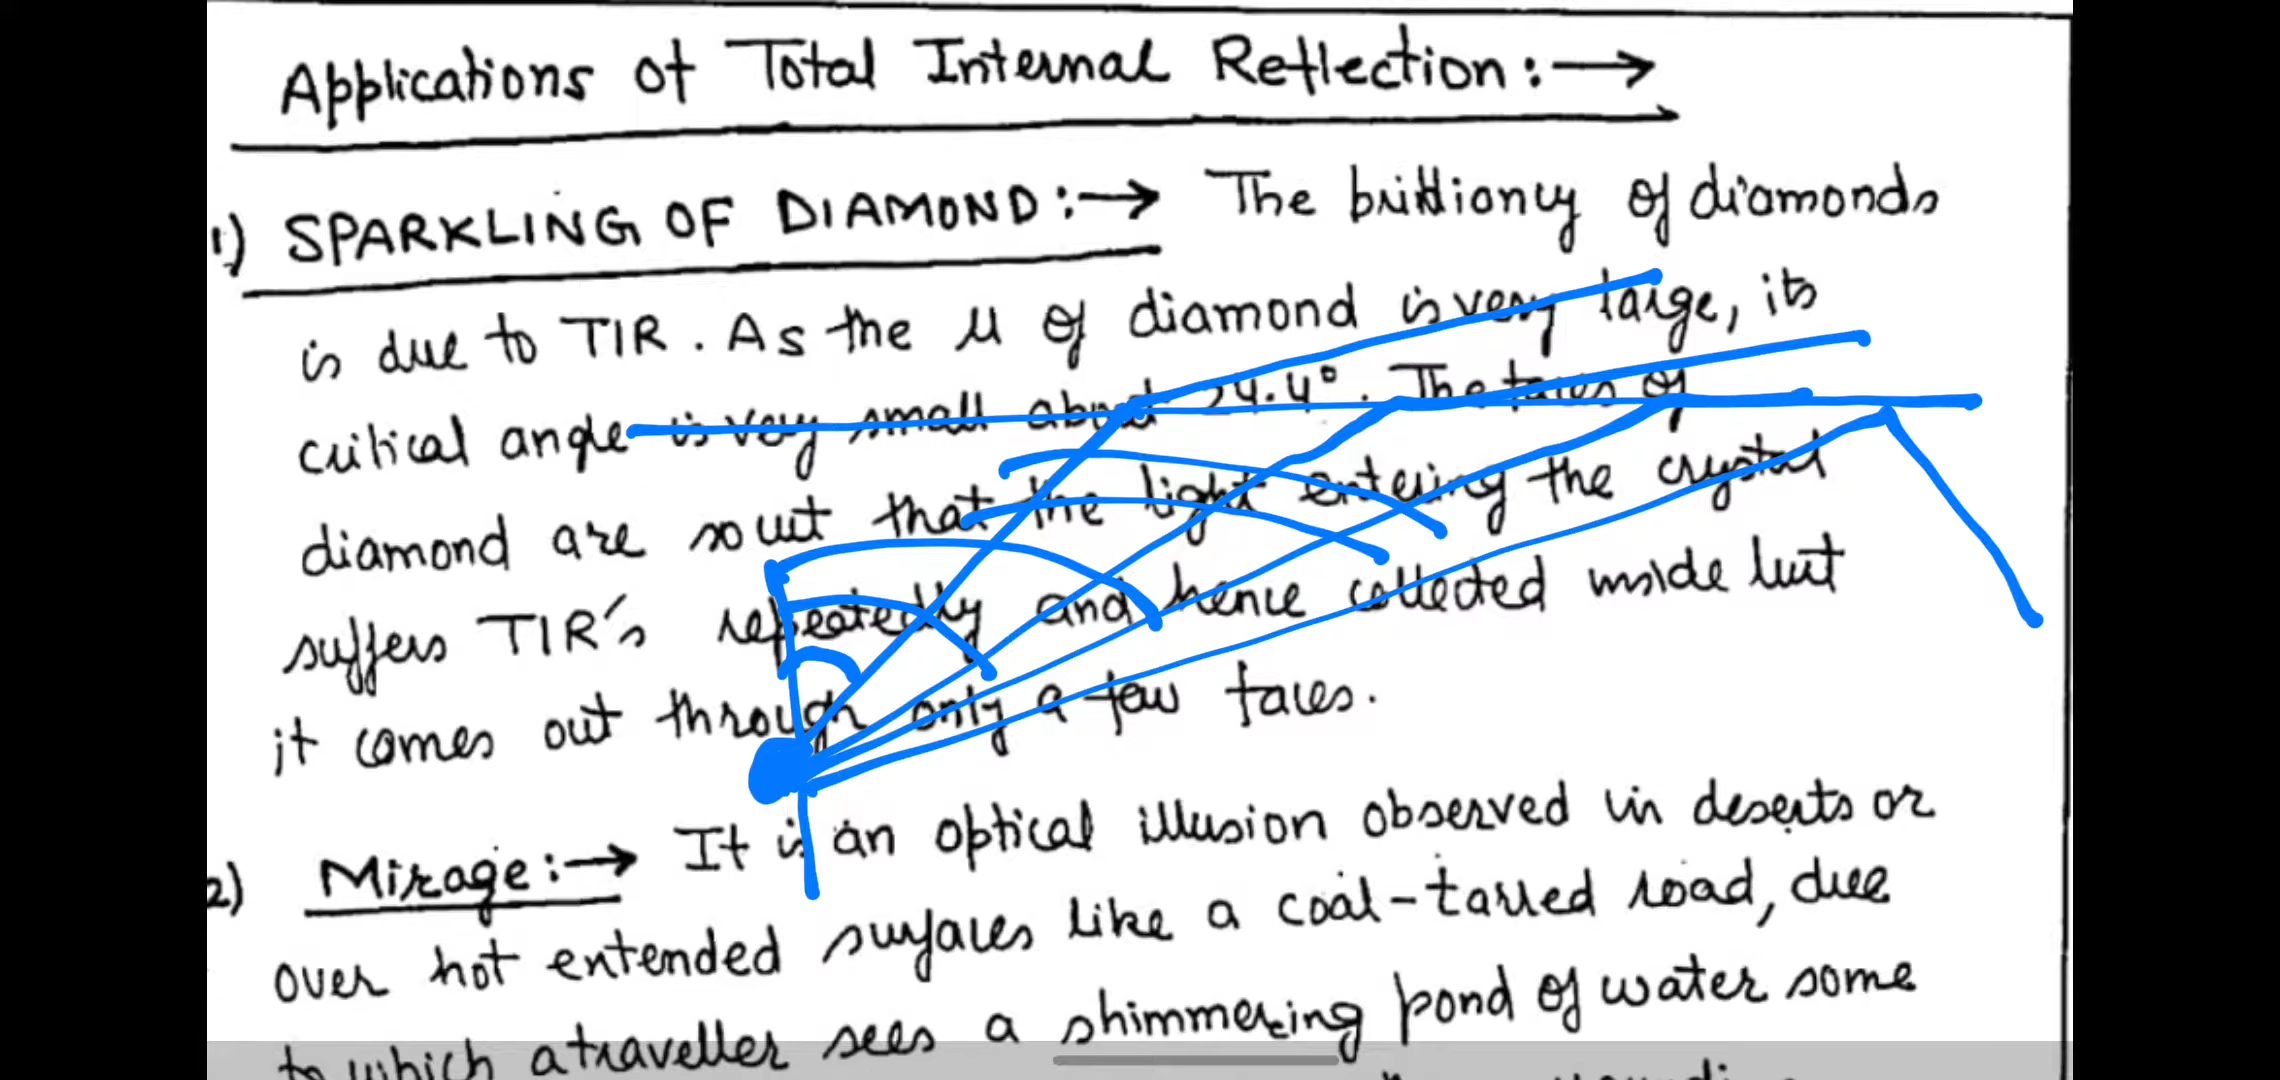 Applications of Total Internal Reflection:→
1) SPARKLING OF DIAMOND:→ The brilliancy of diamonds
is due to TIR. As the μ of diamond is very large, its
critical angle is very small about 24.4°. The faces of
diamond are so cut that the light entering the crystal
suffers TIR's repeatedly and hence collected inside but
it comes out through only a few faces.
2) Mirage:→ It is an optical illusion observed in deserts or
over hot extended surfaces like a coal-tarred road, due
to which a traveller sees a shimmering pond of water some